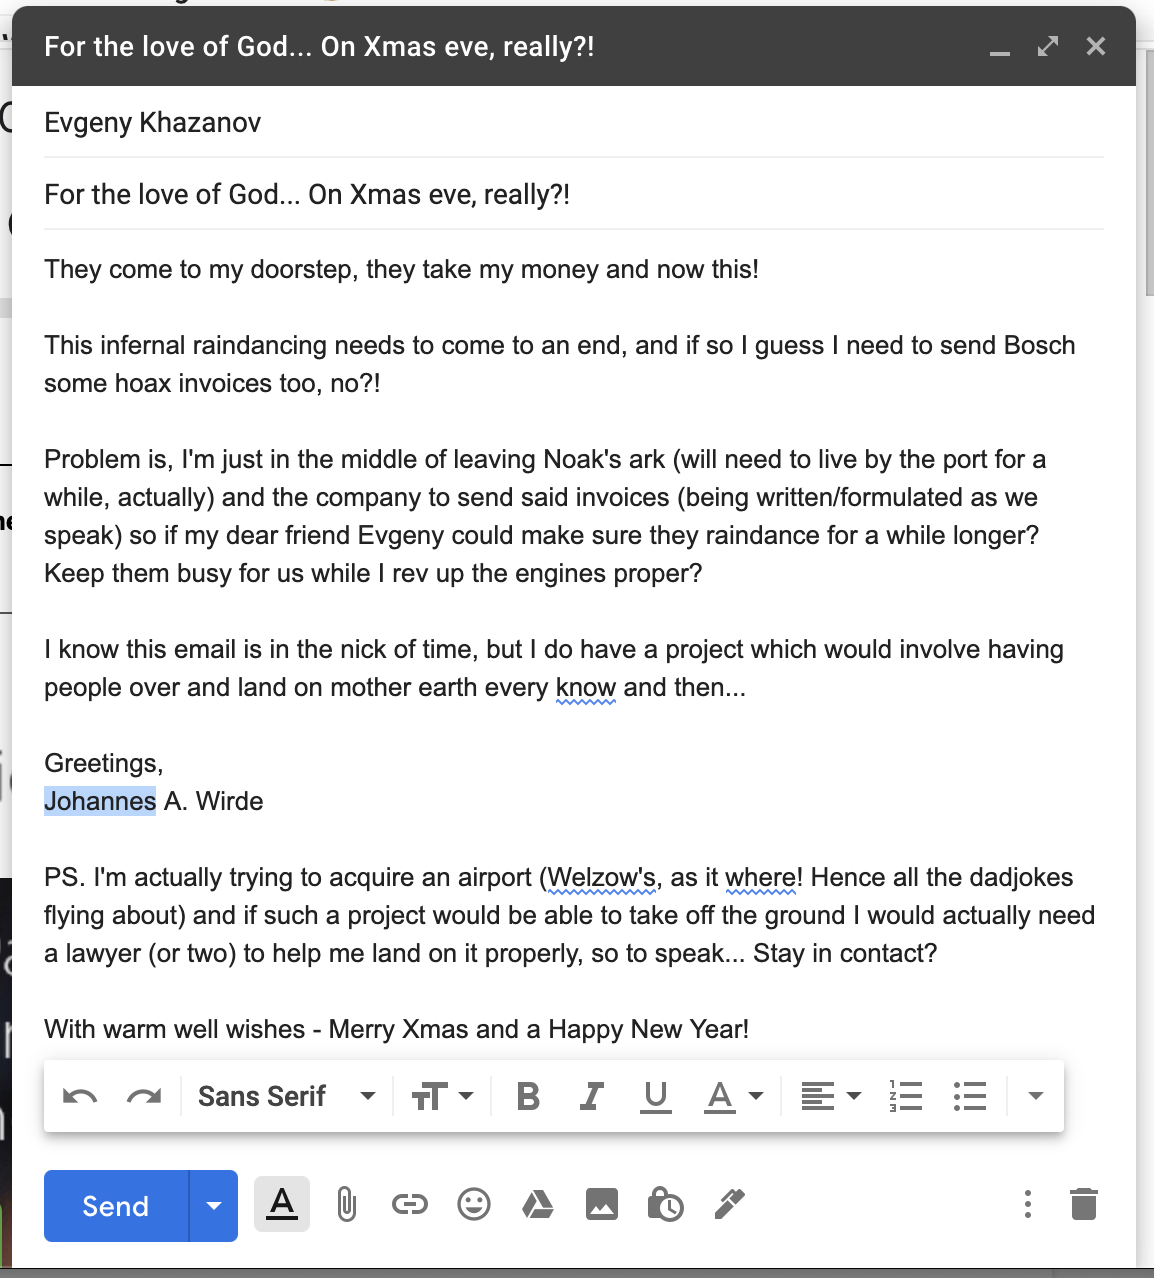 For the love of God... On Xmas eve, really?!
Evgeny Khazanov
For the love of God... On Xmas eve, really?!
They come to my doorstep, they take my money and now this!
This infernal raindancing needs to come to an end, and if so I guess I need to send Bosch
some hoax invoices too, no?!
Problem is, I'm just in the middle of leaving Noak's ark (will need to live by the port for a
while, actually) and the company to send said invoices (being written/formulated as we
speak) so if my dear friend Evgeny could make sure they raindance for a while longer?
Keep them busy for us while I rev up the engines proper?
I know this email is in the nick of time, but I do have a project which would involve having
people over and land on mother earth every know and then...
Greetings,
Johannes A. Wirde
PS. I'm actually trying to acquire an airport (Welzow's, as it where! Hence all the dadjokes
flying about) and if such a project would be able to take off the ground I would actually need
a lawyer (or two) to help me land on it properly, so to speak... Stay in contact?
With warm well wishes - Merry Xmas and a Happy New Year!
Sans Serif
Send